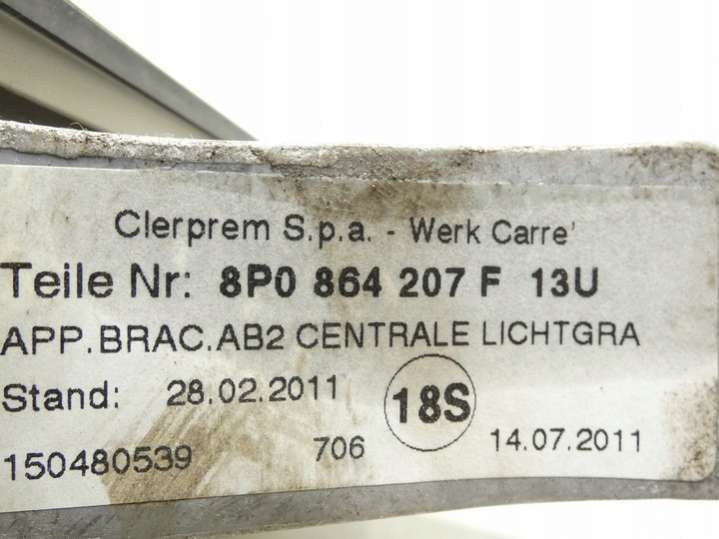 Clerprem S.p.a. - Werk Carre'
Teile Nr: 8P0 864 207 F 13U
APP.BRAC.AB2 CENTRALE LICHTGRA
Stand: 28.02.2011 18S
150480539 706 14.07.2011